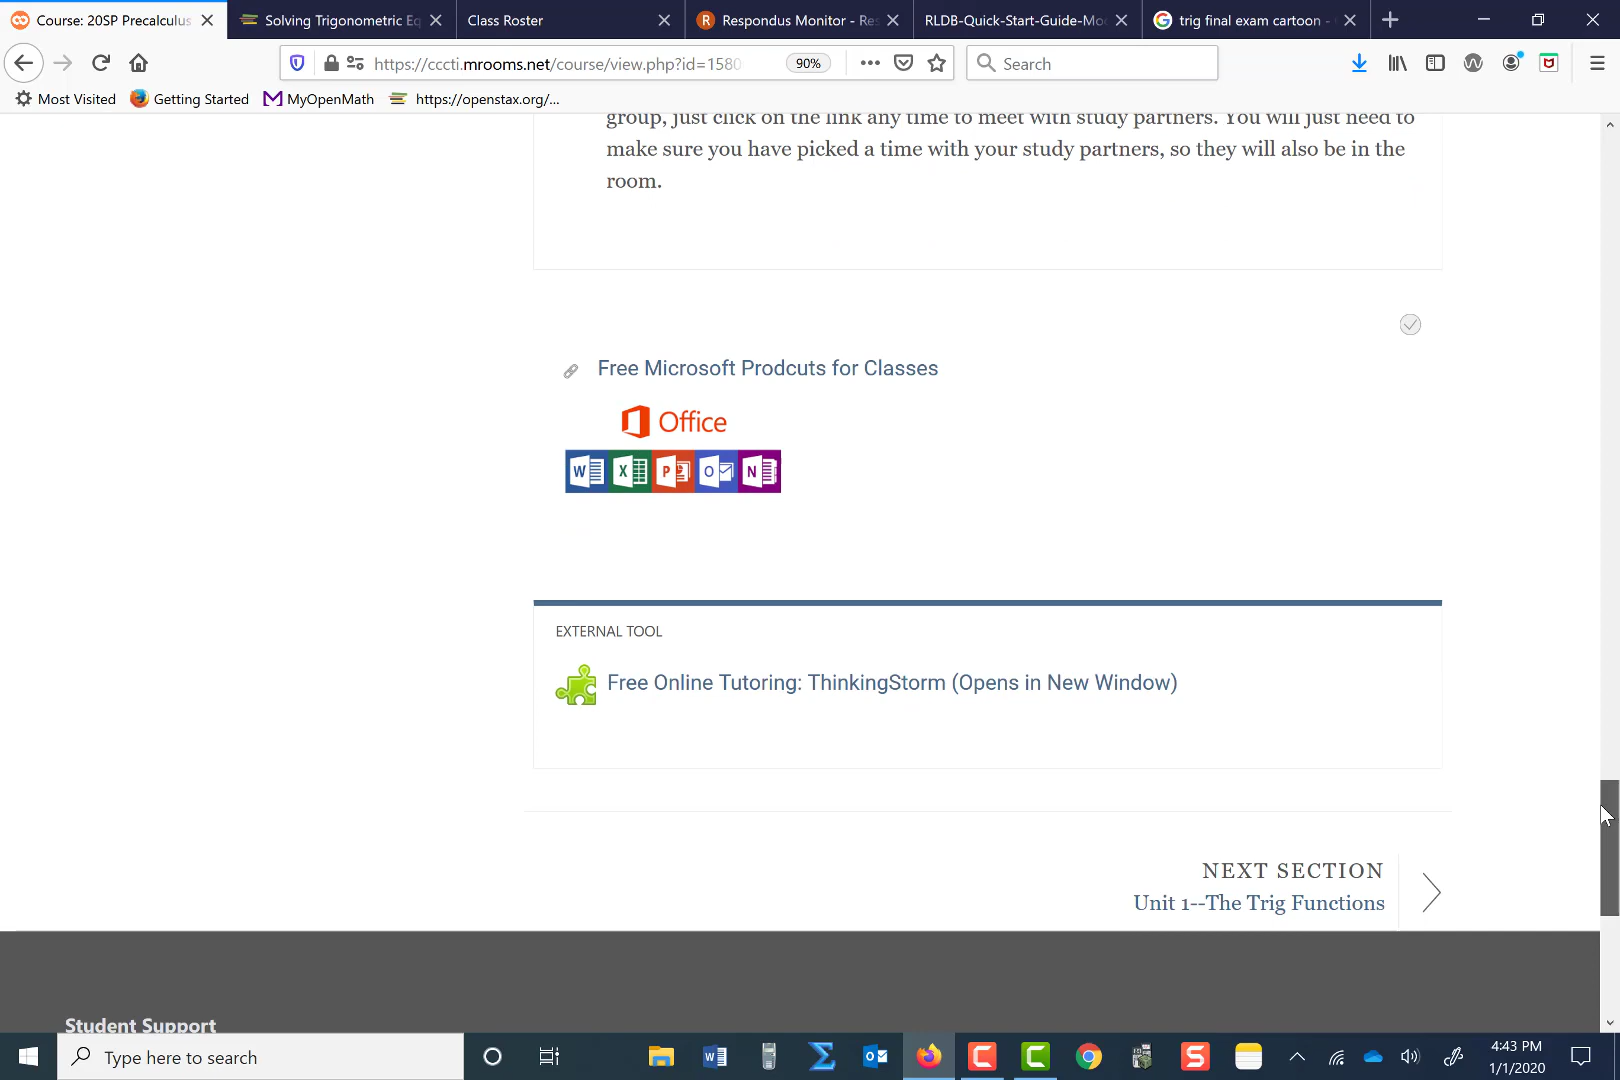 Course: 20SP Precalculus
Solving Trigonometric Eq
Class Roster
Respondus Monitor - Res
RLDB-Quick-Start-Guide-Moo
trig final exam cartoon -
https://cccti.mrooms.net/course/view.php?id=1580
90%
Search
Most Visited
Getting Started
MyOpenMath
https://openstax.org/...
group, just click on the link any time to meet with study partners. You will just need to
make sure you have picked a time with your study partners, so they will also be in the
room.
Free Microsoft Prodcuts for Classes
Office
W X P O N
EXTERNAL TOOL
Free Online Tutoring: ThinkingStorm (Opens in New Window)
NEXT SECTION
Unit 1--The Trig Functions
Student Support
Type here to search
4:43 PM
1/1/2020